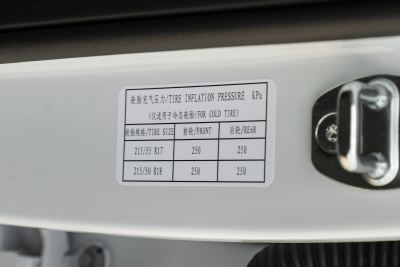 轮胎充气压力/TIRE INFLATION PRESSURE KPa
(仅适用于冷态轮胎/FOR COLD TIRE)
轮胎规格/TIRE SIZE 前轮/FRONT 后轮/REAR
215/55 R17 250 250
215/50 R18 250 250